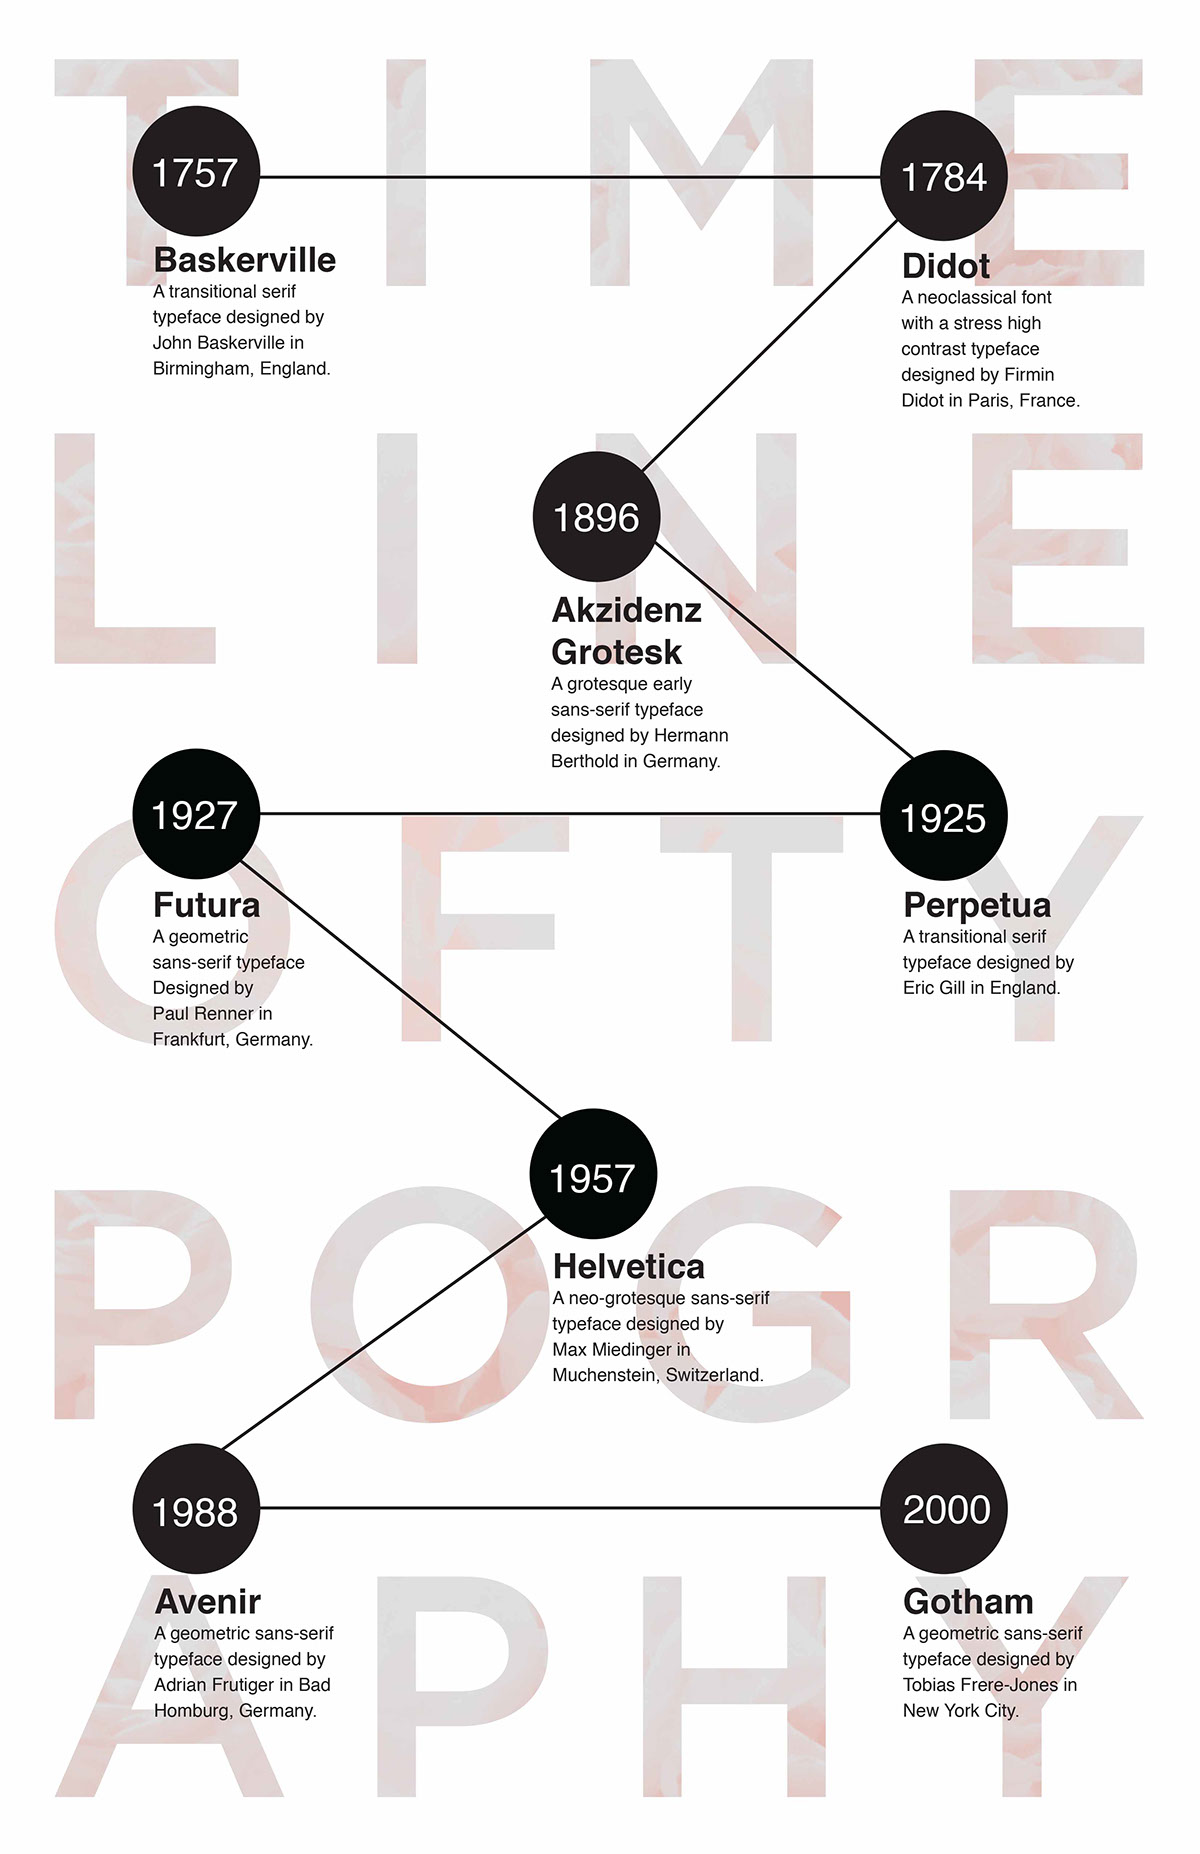 TIME
1757
Baskerville
A transitional serif
typeface designed by
John Baskerville in
Birmingham, England.
1784
Didot
A neoclassical font
with a stress high
contrast typeface
designed by Firmin
Didot in Paris, France.
LINE
1896
Akzidenz
Grotesk
A grotesque early
sans-serif typeface
designed by Hermann
Berthold in Germany.
OFTY
1925
Perpetua
A transitional serif
typeface designed by
Eric Gill in England.
1927
Futura
A geometric
sans-serif typeface
Designed by
Paul Renner in
Frankfurt, Germany.
POGR
1957
Helvetica
A neo-grotesque sans-serif
typeface designed by
Max Miedinger in
Muchenstein, Switzerland.
APHY
1988
Avenir
A geometric sans-serif
typeface designed by
Adrian Frutiger in Bad
Homburg, Germany.
2000
Gotham
A geometric sans-serif
typeface designed by
Tobias Frere-Jones in
New York City.